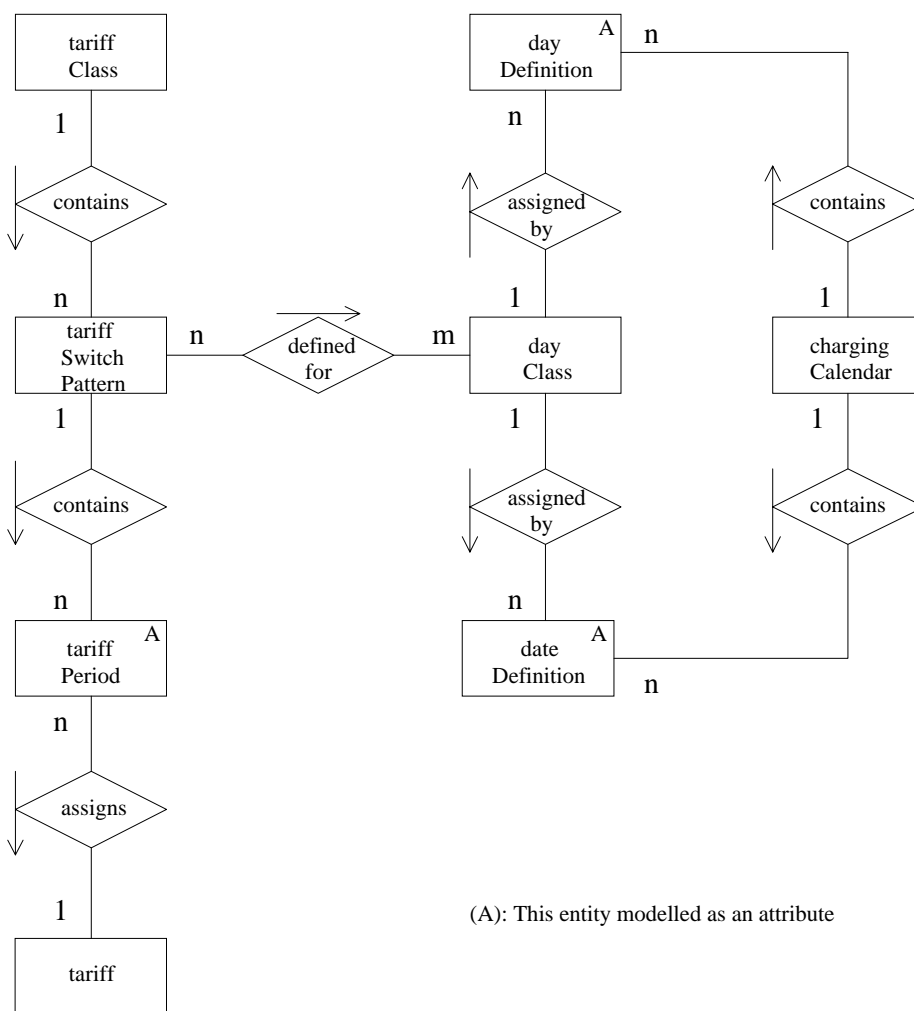 tariff
Class
A
day
Definition
n
1
n
contains
assigned
by
contains
n
1
1
tariff
Switch
Pattern
n
defined
for
m
day
Class
charging
Calendar
1
1
1
contains
assigned
by
contains
n
n
tariff
Period
A
date
Definition
A
n
n
assigns
1
(A): This entity modelled as an attribute
tariff